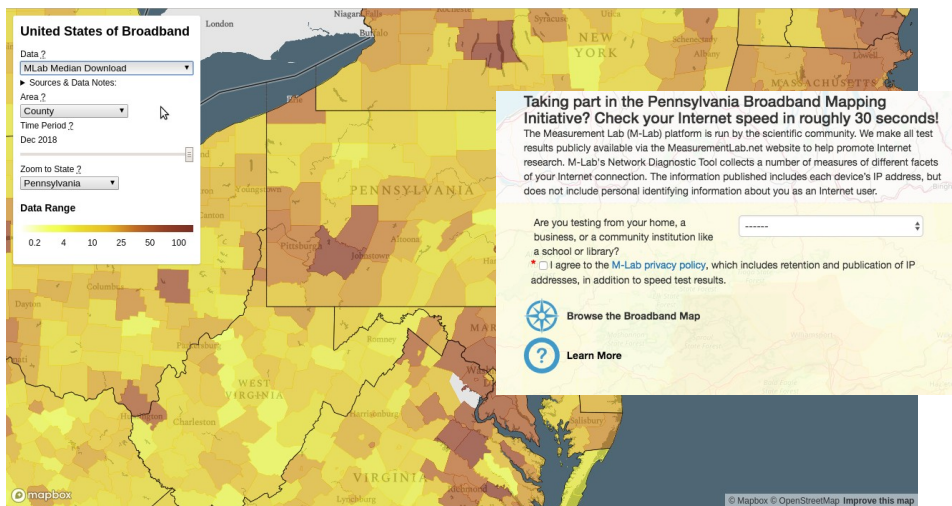 United States of Broadband
Data ?
MLab Median Download
Sources & Data Notes:
Area ?
County
Time Period ?
Dec 2018
Zoom to State ?
Pennsylvania
Data Range
0.2 4 10 25 50 100
Taking part in the Pennsylvania Broadband Mapping
Initiative? Check your Internet speed in roughly 30 seconds!
The Measurement Lab (M-Lab) platform is run by the scientific community. We make all test
results publicly available via the MeasurementLab.net website to help promote Internet
research. M-Lab's Network Diagnostic Tool collects a number of measures of different facets
of your Internet connection. The information published includes each device's IP address, but
does not include personal identifying information about you as an Internet user.
Are you testing from your home, a
business, or a community institution like
a school or library?
------
* I agree to the M-Lab privacy policy, which includes retention and publication of IP
addresses, in addition to speed test results.
Browse the Broadband Map
? Learn More
London
Buffalo
Syracuse
Utica
NEW
YORK
Schenectady
Albany
Lowell
MASSACHUSETTS
Erie
Youngstown
Canton
PENNSYLVANIA
Pittsburgh
Altoona
Johnstown
Columbus
Dayton
Parkersburg
Romney
WEST
VIRGINIA
Huntington
Charleston
Harrisonburg
Salisbury
VIRGINIA
Richmond
Lynchburg
mapbox
© Mapbox © OpenStreetMap Improve this map